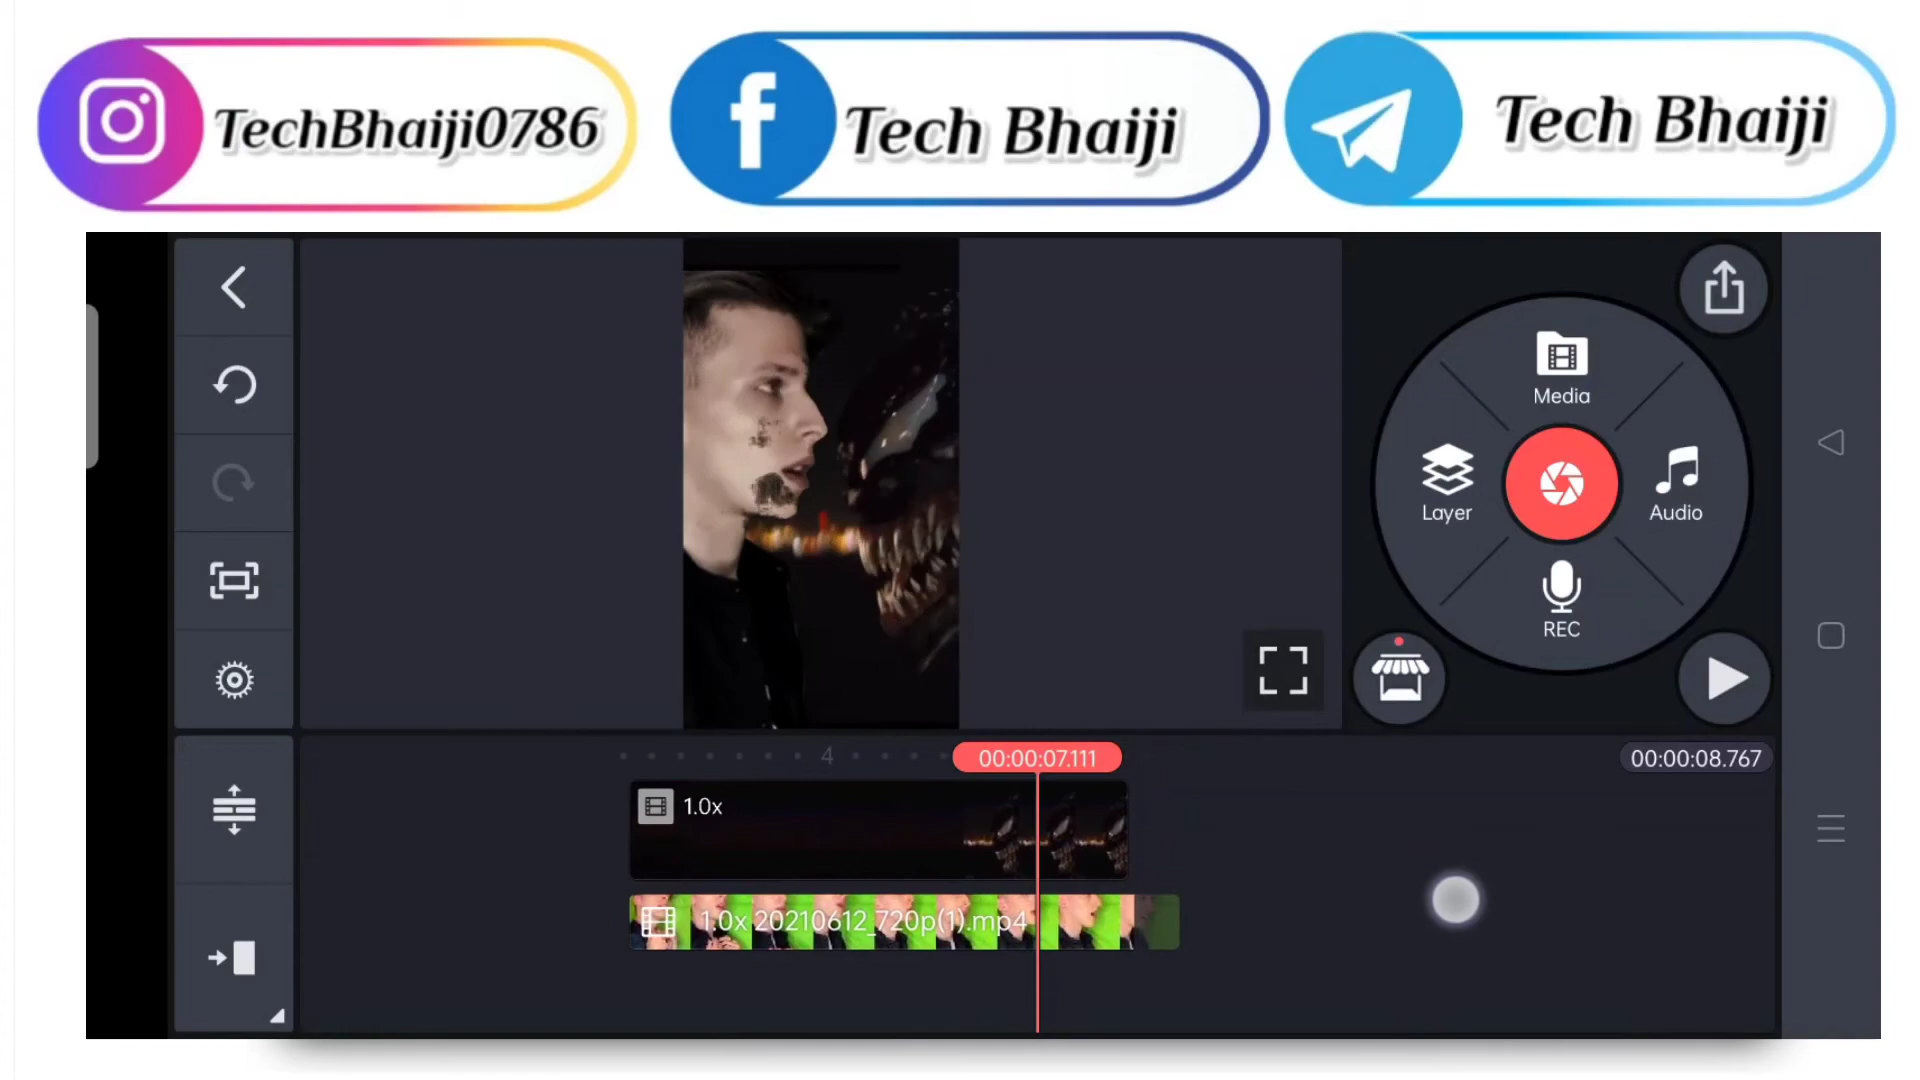 TechBhaiji0786
Tech Bhaiji
Tech Bhaiji
Media
Layer
Audio
REC
4
00:00:07.111
00:00:08.767
1.0x
1.0x 20210612_720p(1).mp4